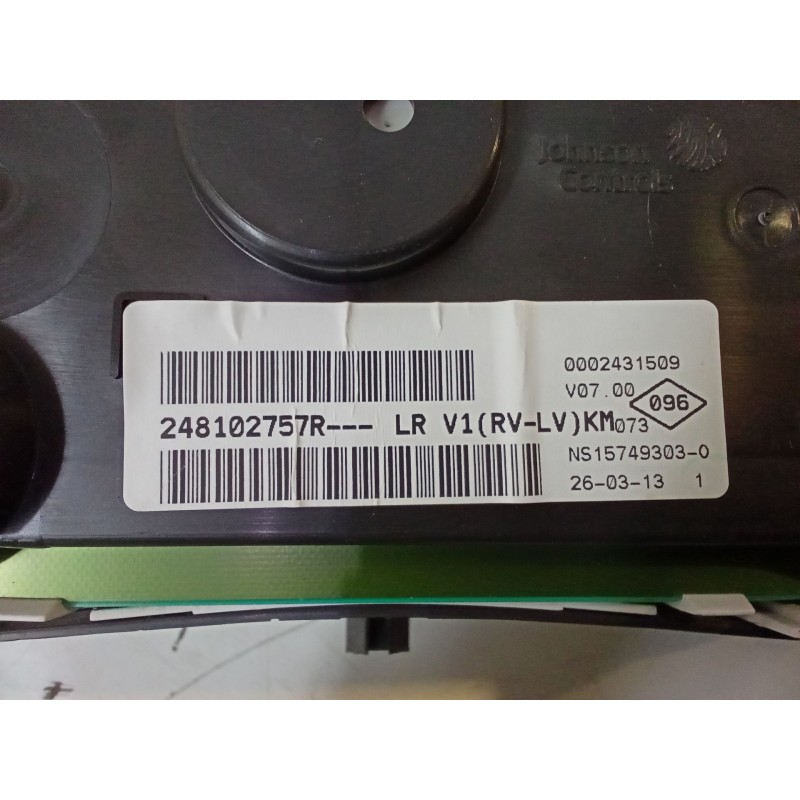 Johnson
Controls
0002431509
V07.00
096
248102757R--- LR V1(RV-LV)KM073
NS15749303-0
26-03-13 1